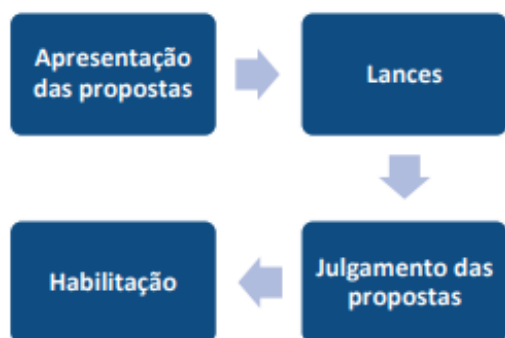 Apresentação
das propostas
Lances
Julgamento das
propostas
Habilitação